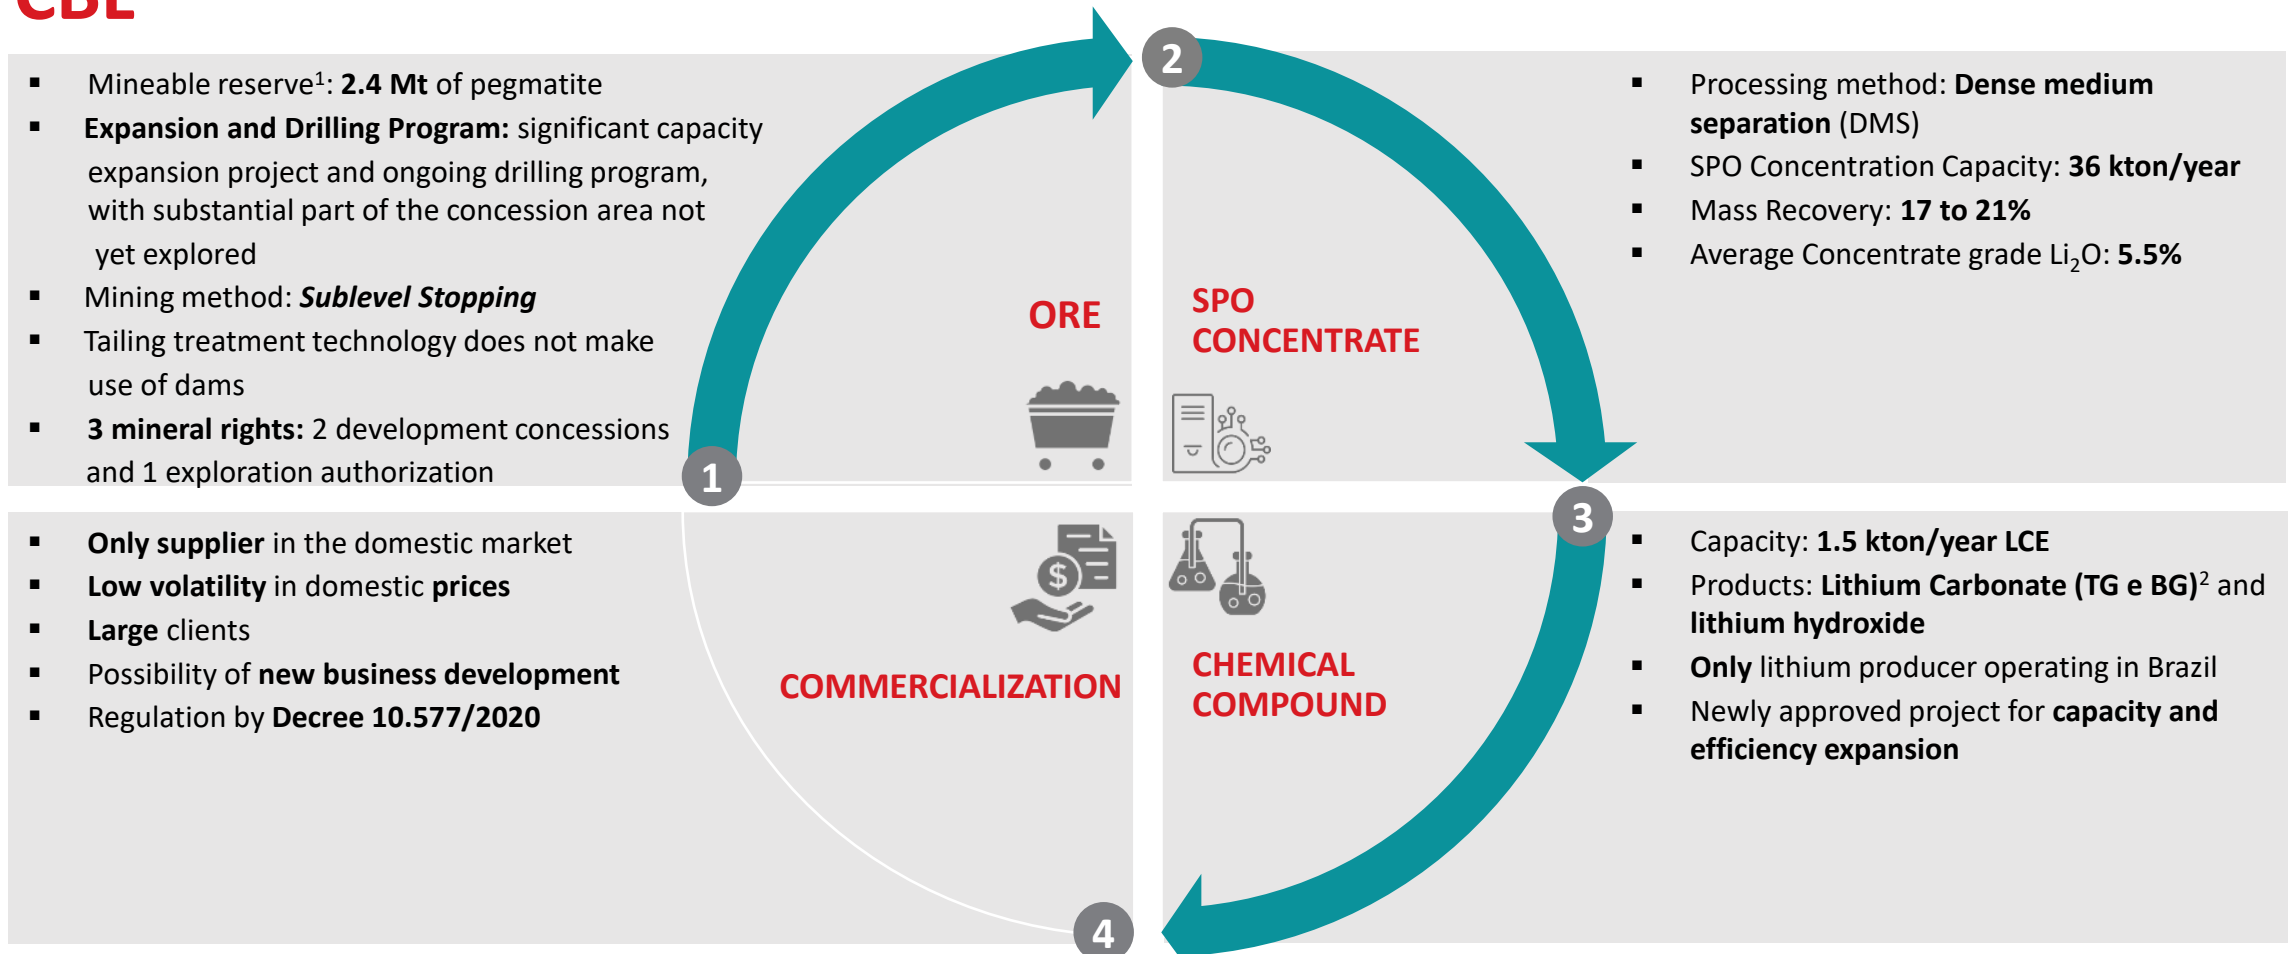 CBL
▪ Mineable reserve¹: 2.4 Mt of pegmatite
▪ Expansion and Drilling Program: significant capacity
expansion project and ongoing drilling program,
with substantial part of the concession area not
yet explored
▪ Mining method: Sublevel Stopping
▪ Tailing treatment technology does not make
use of dams
▪ 3 mineral rights: 2 development concessions
and 1 exploration authorization
1
ORE
2
SPO
CONCENTRATE
▪ Processing method: Dense medium
separation (DMS)
▪ SPO Concentration Capacity: 36 kton/year
▪ Mass Recovery: 17 to 21%
▪ Average Concentrate grade Li₂O: 5.5%
3
CHEMICAL
COMPOUND
▪ Capacity: 1.5 kton/year LCE
▪ Products: Lithium Carbonate (TG e BG)² and
lithium hydroxide
▪ Only lithium producer operating in Brazil
▪ Newly approved project for capacity and
efficiency expansion
▪ Only supplier in the domestic market
▪ Low volatility in domestic prices
▪ Large clients
▪ Possibility of new business development
▪ Regulation by Decree 10.577/2020
$
COMMERCIALIZATION
4